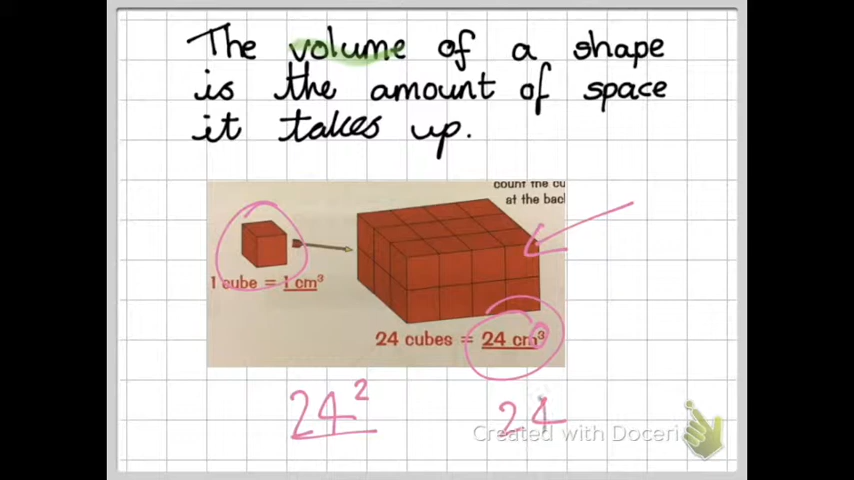 The volume of a shape
is the amount of space
it takes up.
count the cu
at the bac
1 cube = 1 cm³
24 cubes = 24 cm³
24²
24
Created with Doceri